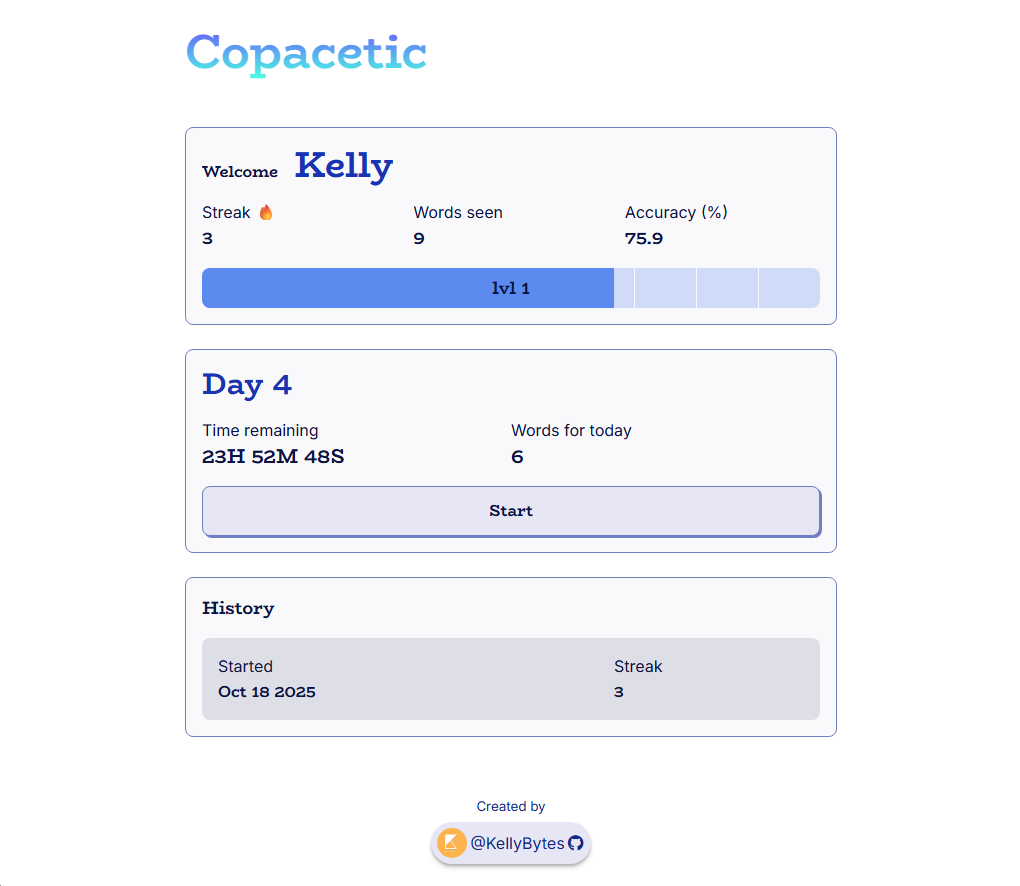 Copacetic
Welcome Kelly
Streak 🔥 Words seen Accuracy (%)
3 9 75.9
lvl 1
Day 4
Time remaining Words for today
23H 52M 48S 6
Start
History
Started Streak
Oct 18 2025 3
Created by
@KellyBytes